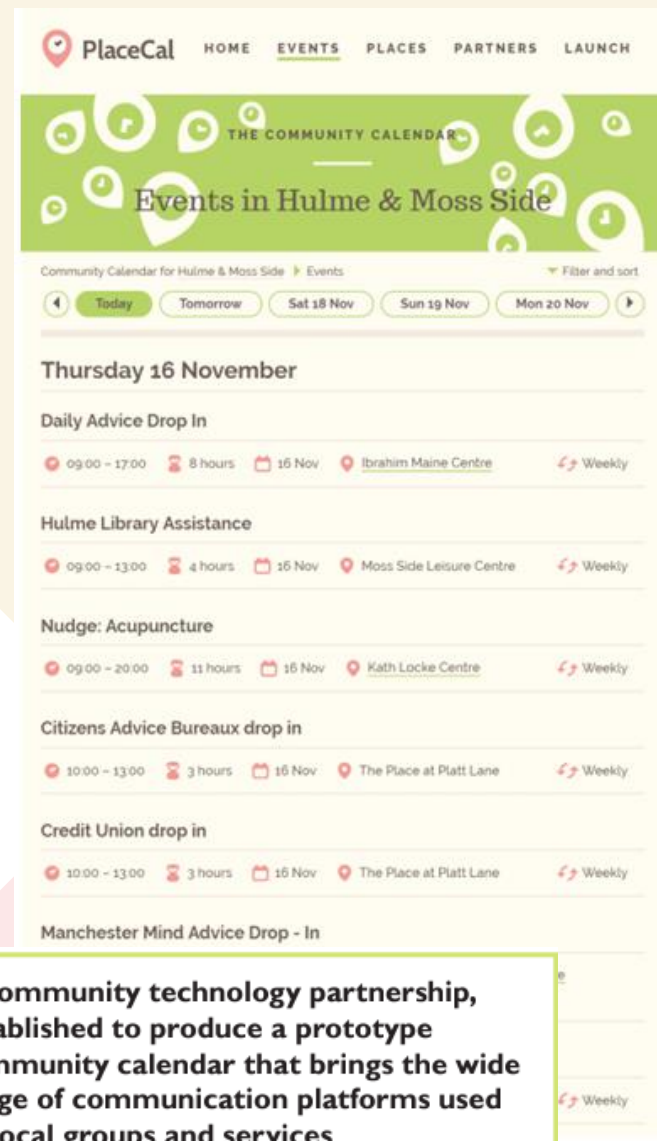 PlaceCal HOME EVENTS PLACES PARTNERS LAUNCH
THE COMMUNITY CALENDAR
Events in Hulme & Moss Side
Community Calendar for Hulme & Moss Side Events Filter and sort
Today Tomorrow Sat 18 Nov Sun 19 Nov Mon 20 Nov
Thursday 16 November
Daily Advice Drop In
09:00 – 17:00 8 hours 16 Nov Ibrahim Maine Centre Weekly
Hulme Library Assistance
09:00 – 13:00 4 hours 16 Nov Moss Side Leisure Centre Weekly
Nudge: Acupuncture
09:00 – 20:00 11 hours 16 Nov Kath Locke Centre Weekly
Citizens Advice Bureaux drop in
10:00 – 13:00 3 hours 16 Nov The Place at Platt Lane Weekly
Credit Union drop in
10:00 – 13:00 3 hours 16 Nov The Place at Platt Lane Weekly
Manchester Mind Advice Drop - In
community technology partnership,
to produce a prototype
calendar that brings the wide
of communication platforms used
local groups and services
Weekly